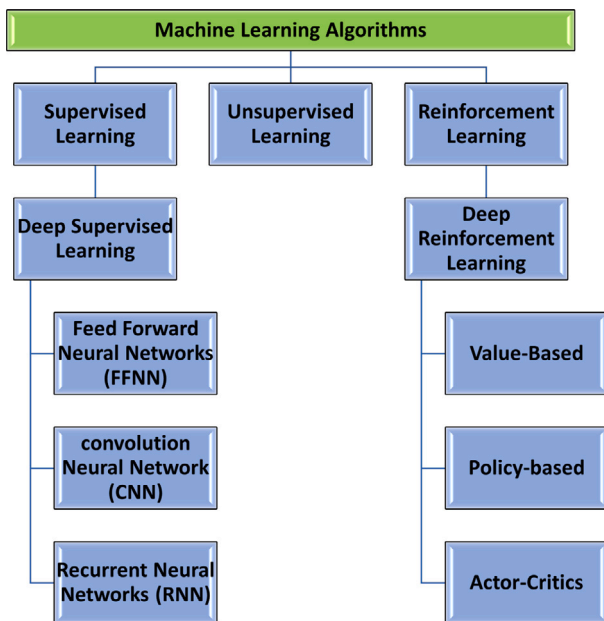 Machine Learning Algorithms
Supervised
Learning
Unsupervised
Learning
Reinforcement
Learning
Deep Supervised
Learning
Deep
Reinforcement
Learning
Feed Forward
Neural Networks
(FFNN)
Value-Based
convolution
Neural Network
(CNN)
Policy-based
Recurrent Neural
Networks (RNN)
Actor-Critics